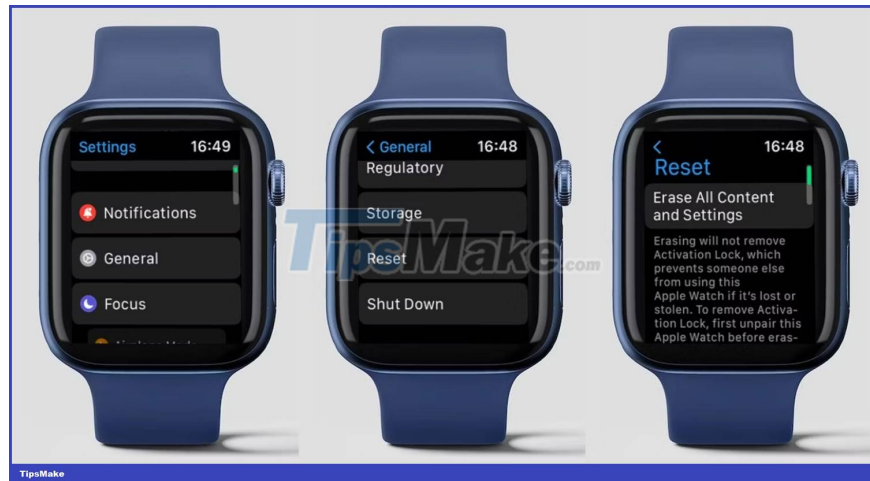 Settings
16:49
Notifications
General
Focus
Airplane Mode
< General
16:48
Regulatory
Storage
Reset
Shut Down
<
16:48
Reset
Erase All Content
and Settings
Erasing will not remove
Activation Lock, which
prevents someone else
from using this
Apple Watch if it's lost or
stolen. To remove Activa-
tion Lock, first unpair this
Apple Watch before eras-
TipsMake.com
TipsMake